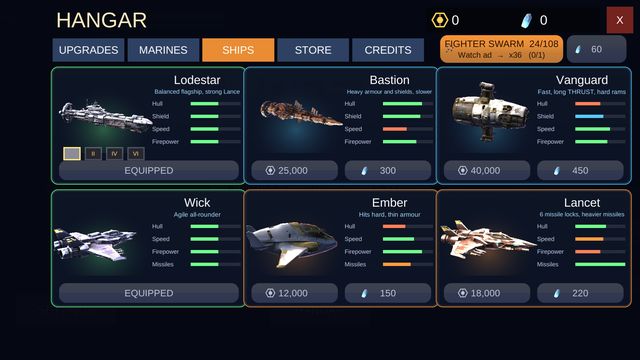 HANGAR
0
0
X
UPGRADES
MARINES
SHIPS
STORE
CREDITS
FIGHTER SWARM 24/108
Watch ad → x36 (0/1)
60
Lodestar
Balanced flagship, strong Lance
Hull
Shield
Speed
Firepower
II
IV
VI
EQUIPPED
Bastion
Heavy armour and shields, slower
Hull
Shield
Speed
Firepower
25,000
300
Vanguard
Fast, long THRUST, hard rams
Hull
Shield
Speed
Firepower
40,000
450
Wick
Agile all-rounder
Hull
Speed
Firepower
Missiles
EQUIPPED
Ember
Hits hard, thin armour
Hull
Speed
Firepower
Missiles
12,000
150
Lancet
6 missile locks, heavier missiles
Hull
Speed
Firepower
Missiles
18,000
220